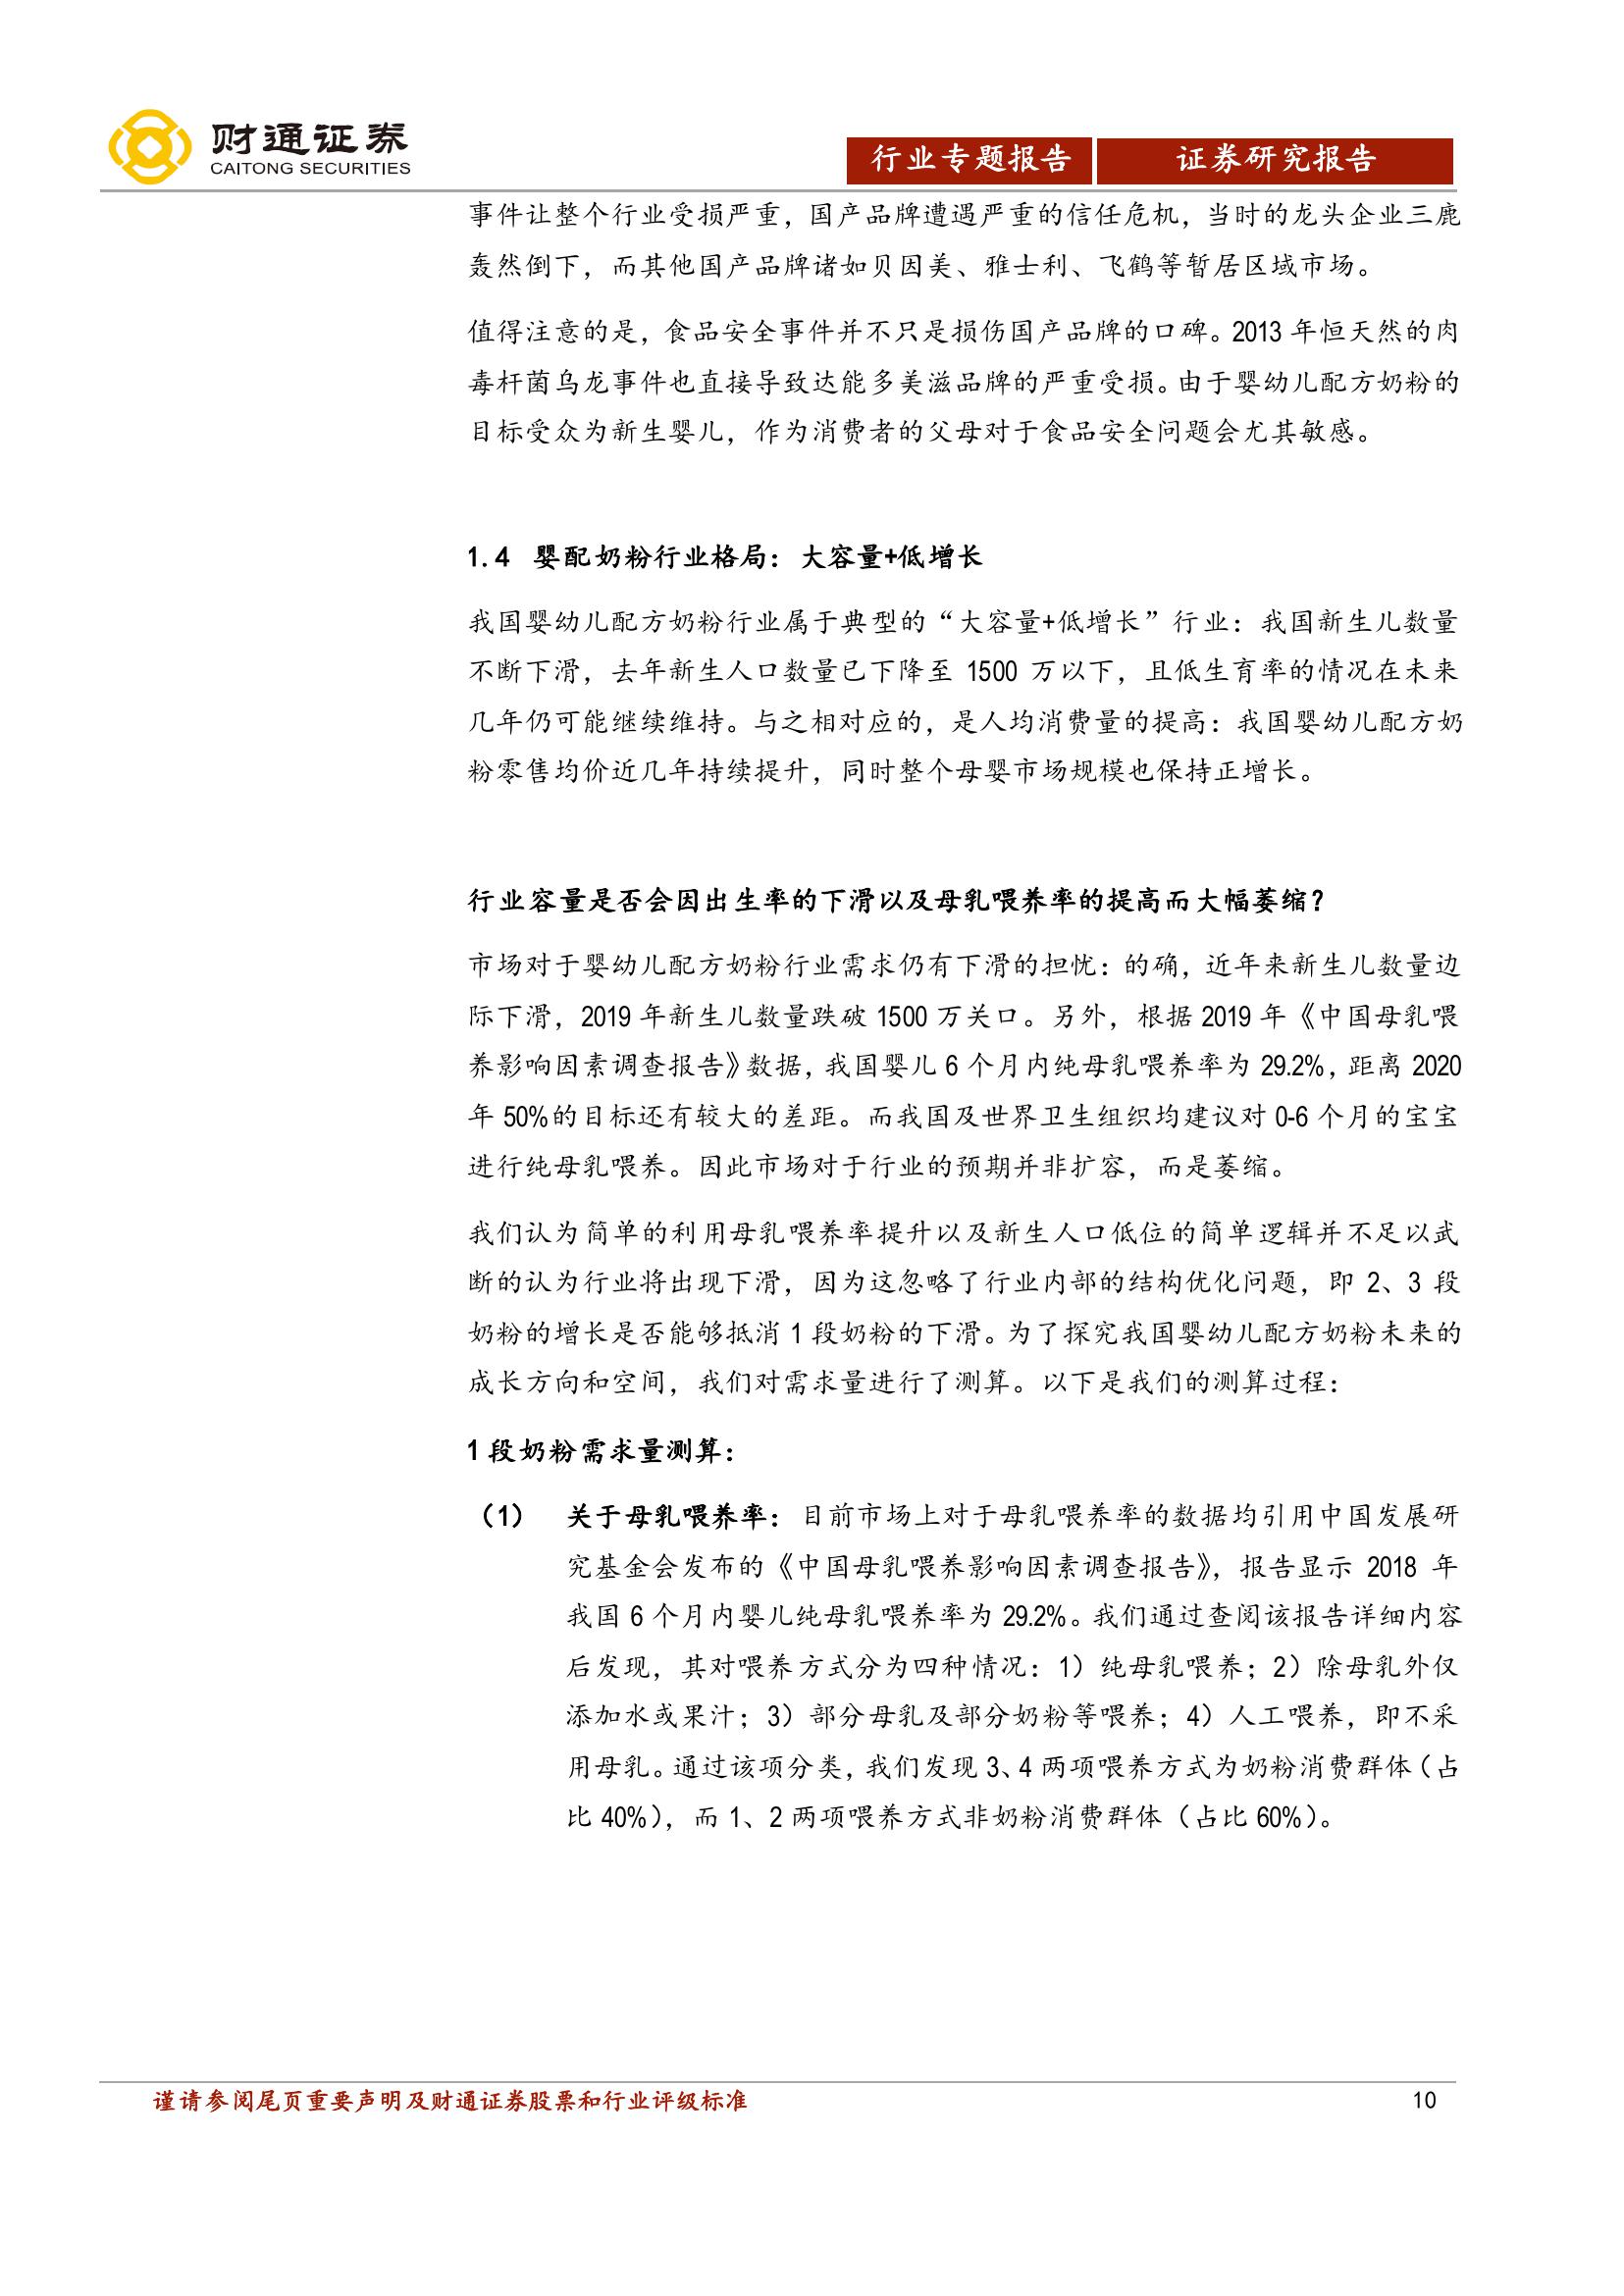 财通证券
CAITONG SECURITIES
行业专题报告 证券研究报告
事件让整个行业受损严重，国产品牌遭遇严重的信任危机，当时的龙头企业三鹿
轰然倒下，而其他国产品牌诸如贝因美、雅士利、飞鹤等暂居区域市场。
值得注意的是，食品安全事件并不只是损伤国产品牌的口碑。2013 年恒天然的肉
毒杆菌乌龙事件也直接导致达能多美滋品牌的严重受损。由于婴幼儿配方奶粉的
目标受众为新生婴儿，作为消费者的父母对于食品安全问题会尤其敏感。
1.4 婴配奶粉行业格局：大容量+低增长
我国婴幼儿配方奶粉行业属于典型的“大容量+低增长”行业：我国新生儿数量
不断下滑，去年新生人口数量已下降至 1500 万以下，且低生育率的情况在未来
几年仍可能继续维持。与之相对应的，是人均消费量的提高：我国婴幼儿配方奶
粉零售均价近几年持续提升，同时整个母婴市场规模也保持正增长。
行业容量是否会因出生率的下滑以及母乳喂养率的提高而大幅萎缩？
市场对于婴幼儿配方奶粉行业需求仍有下滑的担忧：的确，近年来新生儿数量边
际下滑，2019 年新生儿数量跌破 1500 万关口。另外，根据 2019 年《中国母乳喂
养影响因素调查报告》数据，我国婴儿 6 个月内纯母乳喂养率为 29.2%，距离 2020
年 50%的目标还有较大的差距。而我国及世界卫生组织均建议对 0-6 个月的宝宝
进行纯母乳喂养。因此市场对于行业的预期并非扩容，而是萎缩。
我们认为简单的利用母乳喂养率提升以及新生人口低位的简单逻辑并不足以武
断的认为行业将出现下滑，因为这忽略了行业内部的结构优化问题，即 2、3 段
奶粉的增长是否能够抵消 1 段奶粉的下滑。为了探究我国婴幼儿配方奶粉未来的
成长方向和空间，我们对需求量进行了测算。以下是我们的测算过程：
1 段奶粉需求量测算：
（1） 关于母乳喂养率：目前市场上对于母乳喂养率的数据均引用中国发展研
究基金会发布的《中国母乳喂养影响因素调查报告》，报告显示 2018 年
我国 6 个月内婴儿纯母乳喂养率为 29.2%。我们通过查阅该报告详细内容
后发现，其对喂养方式分为四种情况：1）纯母乳喂养；2）除母乳外仅
添加水或果汁；3）部分母乳及部分奶粉等喂养；4）人工喂养，即不采
用母乳。通过该项分类，我们发现 3、4 两项喂养方式为奶粉消费群体（占
比 40%），而 1、2 两项喂养方式非奶粉消费群体（占比 60%）。
谨请参阅尾页重要声明及财通证券股票和行业评级标准 10